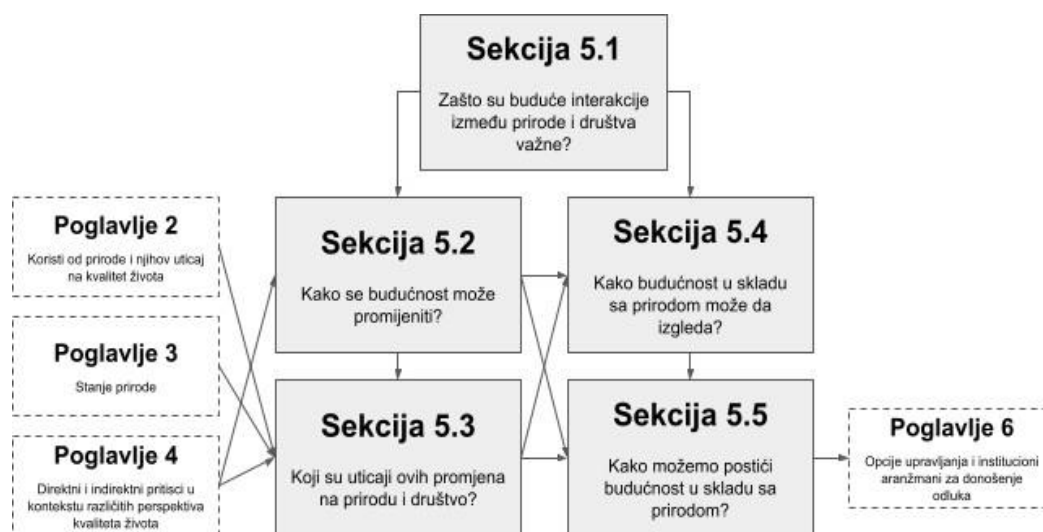 Sekcija 5.1
Zašto su buduće interakcije
između prirode i društva
važne?
Poglavlje 2
Koristi od prirode i njihov uticaj
na kvalitet života
Sekcija 5.2
Kako se budućnost može
promijeniti?
Sekcija 5.4
Kako budućnost u skladu
sa prirodom može da
izgleda?
Poglavlje 3
Stanje prirode
Sekcija 5.3
Koji su uticaji ovih promjena
na prirodu i društvo?
Sekcija 5.5
Kako možemo postići
budućnost u skladu sa
prirodom?
Poglavlje 4
Direktni i indirektni pritisci u
kontekstu različitih perspektiva
kvaliteta života
Poglavlje 6
Opcije upravljanja i institucioni
aranžmani za donošenje
odluka